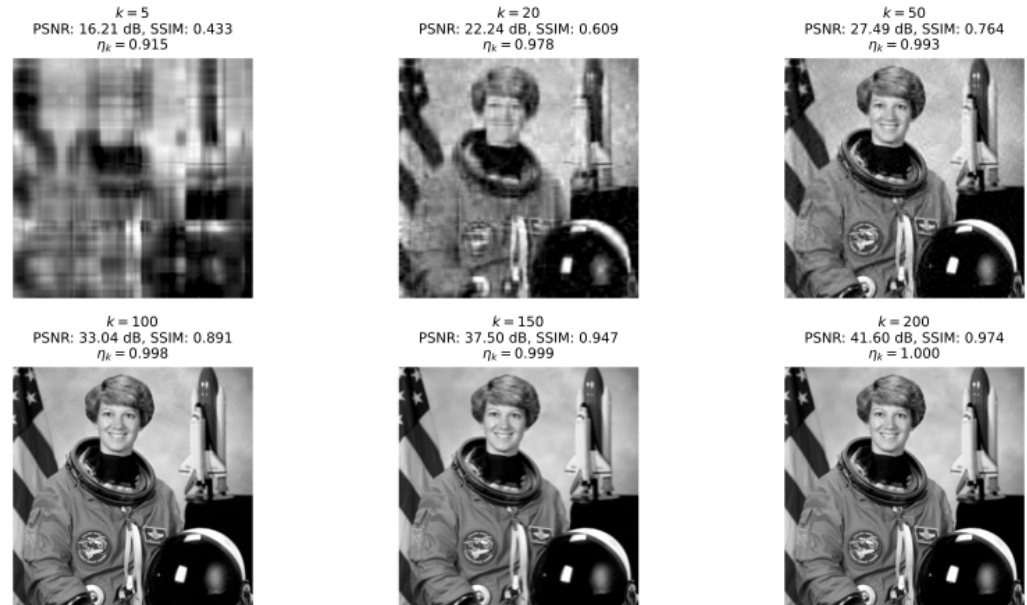 k = 5
PSNR: 16.21 dB, SSIM: 0.433
ηₖ = 0.915
k = 20
PSNR: 22.24 dB, SSIM: 0.609
ηₖ = 0.978
k = 50
PSNR: 27.49 dB, SSIM: 0.764
ηₖ = 0.993
k = 100
PSNR: 33.04 dB, SSIM: 0.891
ηₖ = 0.998
k = 150
PSNR: 37.50 dB, SSIM: 0.947
ηₖ = 0.999
k = 200
PSNR: 41.60 dB, SSIM: 0.974
ηₖ = 1.000